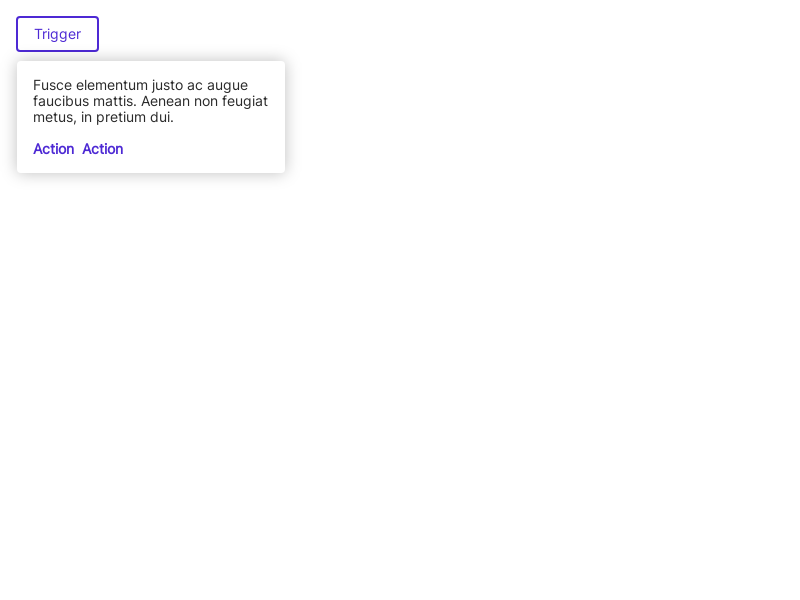 Trigger
Fusce elementum justo ac augue
faucibus mattis. Aenean non feugiat
metus, in pretium dui.
Action Action